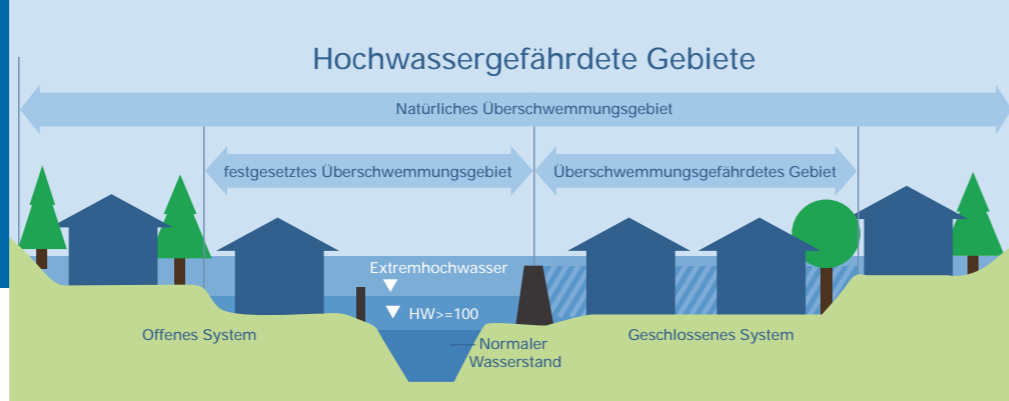 Hochwassergefährdete Gebiete
Natürliches Überschwemmungsgebiet
festgesetztes Überschwemmungsgebiet
Überschwemmungsgefährdetes Gebiet
Extremhochwasser
HW>=100
Offenes System
Geschlossenes System
Normaler
Wasserstand